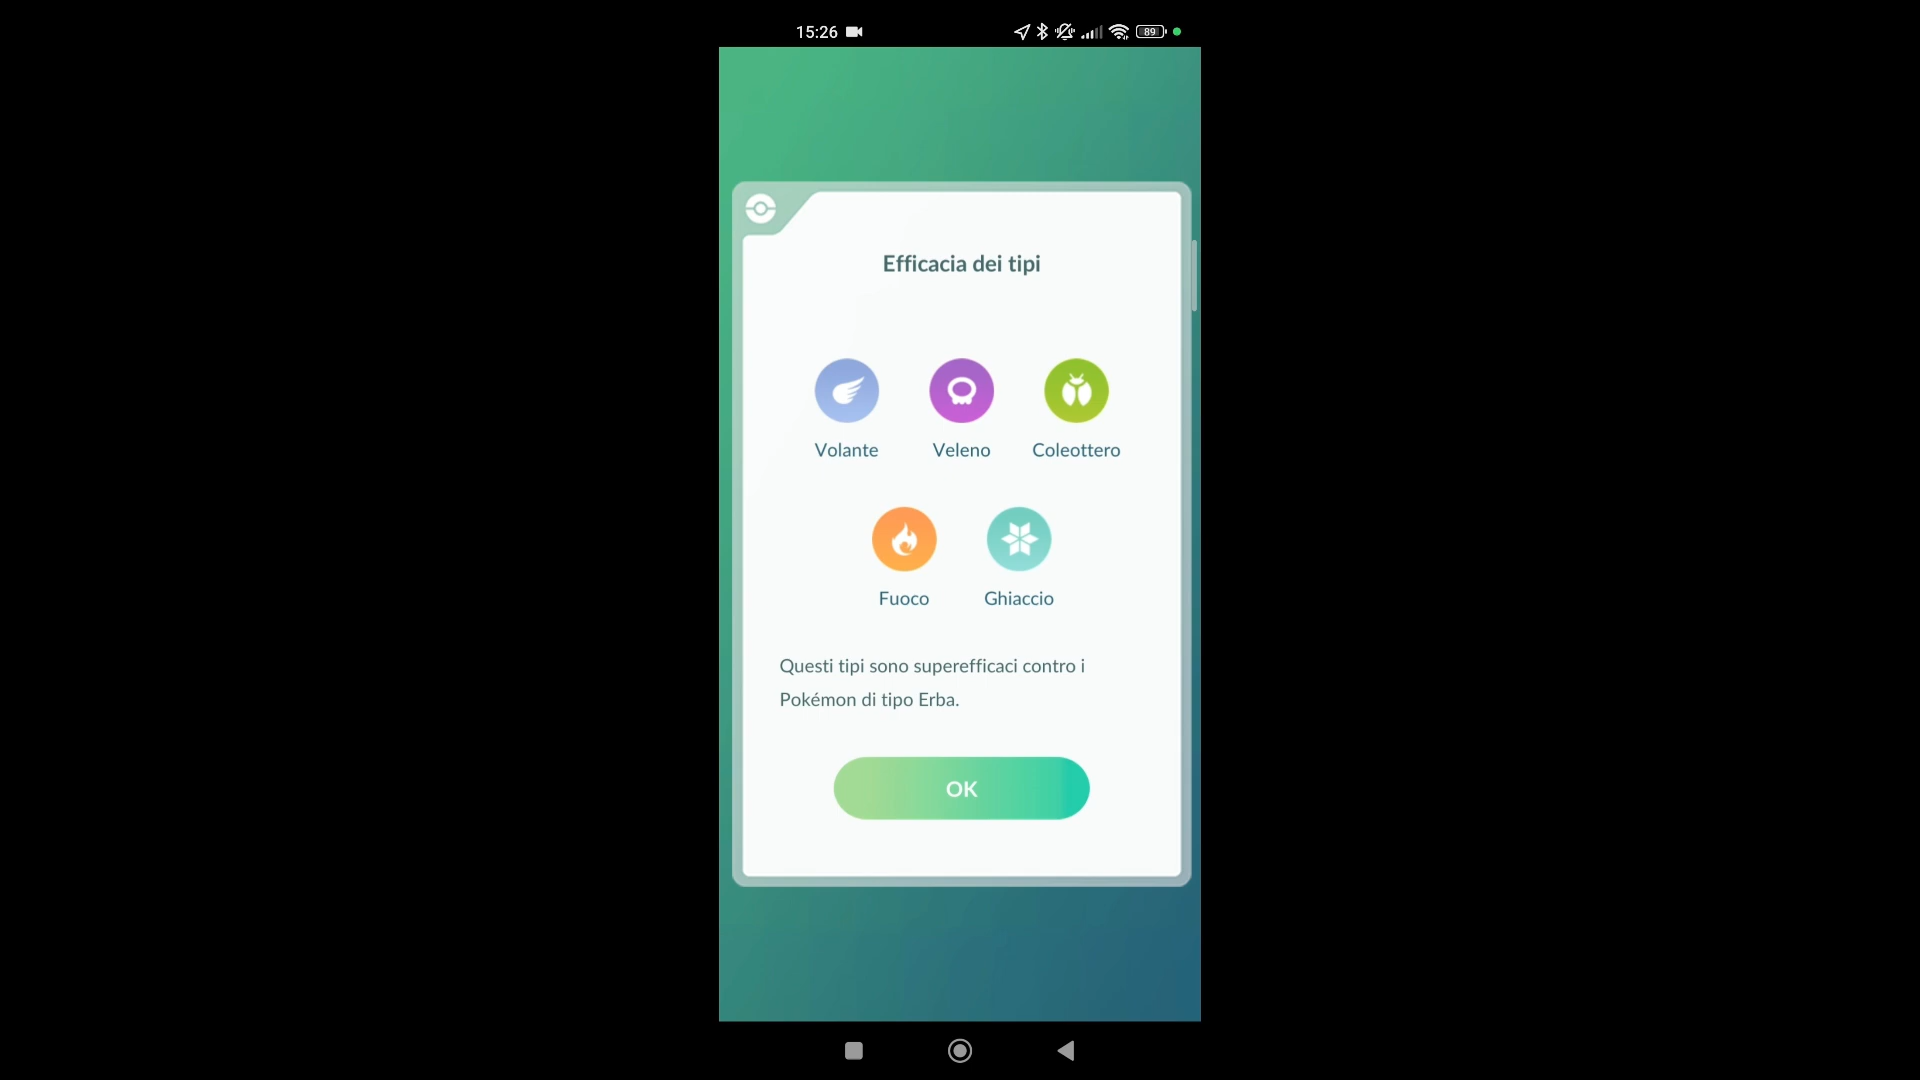 15:26
89
Efficacia dei tipi
Volante Veleno Coleottero
Fuoco Ghiaccio
Questi tipi sono superefficaci contro i
Pokémon di tipo Erba.
OK